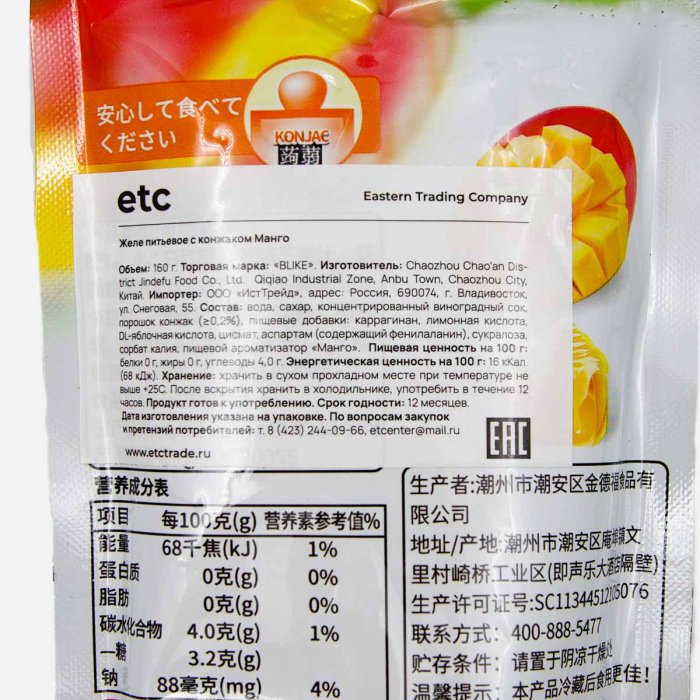 安心して食べて
ください
KONJAC
蒟蒻
etc
Eastern Trading Company
Желе питьевое с конжаком Манго
Объем: 160 г. Торговая марка: «BLIKE». Изготовитель: Chaozhou Chao'an Dis-
trict Jindefu Food Co., Ltd. Qiqiao Industrial Zone, Anbu Town, Chaozhou City,
Китай. Импортер: ООО «ИстТрейд», адрес: Россия, 690074, г. Владивосток,
ул. Снеговая, 55. Состав: вода, сахар, концентрированный виноградный сок,
порошок конжак (≥0,2%), пищевые добавки: каррагинан, лимонная кислота,
DL-яблочная кислота, цисмет, аспартам (содержащий фенилаланин), сукралоза,
сорбат калия, пищевой ароматизатор «Манго». Пищевая ценность на 100 г:
белки 0 г, жиры 0 г, углеводы 4,0 г. Энергетическая ценность на 100 г: 16 кКал.
(68 кДж). Хранение: хранить в сухом прохладном месте при температуре не
выше +25С. После вскрытия хранить в холодильнике, употребить в течение 12
часов. Продукт готов к употреблению. Срок годности: 12 месяцев.
Дата изготовления указана на упаковке. По вопросам закупок
и претензий потребителей: т. 8 (423) 244-09-66, etcenter@mail.ru
www.etctrade.ru
EAC
营养成分表
项目 每100克(g) 营养素参考值%
能量 68千焦(kJ) 1%
蛋白质 0克(g) 0%
脂肪 0克(g) 0%
碳水化合物 4.0克(g) 1%
—糖 3.2克(g)
钠 88毫克(mg) 4%
生产者:潮州市潮安区金德福食品有
限公司
地址/产地:潮州市潮安区庵埠镇文
里村崎桥工业区(即声乐大酒店隔壁)
生产许可证号:SC11344512105076
联系方式: 400-888-5477
贮存条件: 请置于阴凉干燥处
温馨提示: 本产品冷藏后食用更佳!